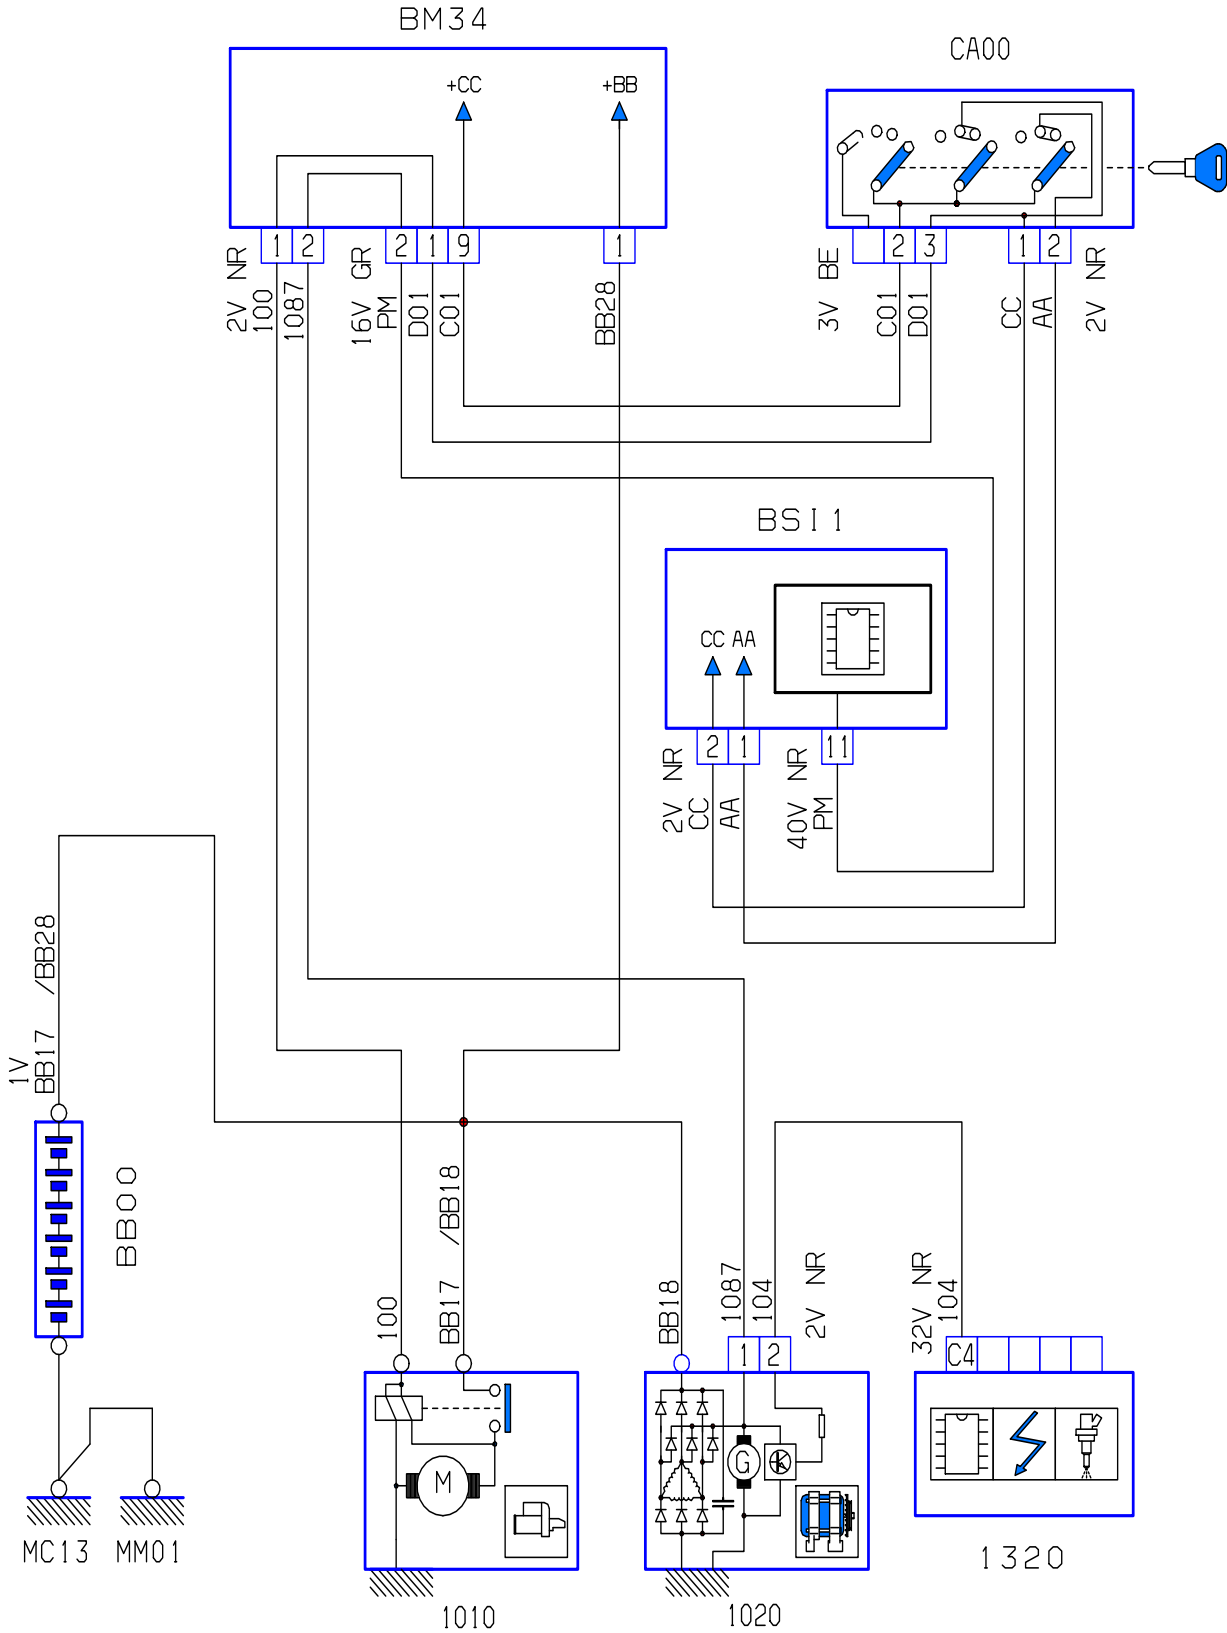 BM34
CA00
+CC
+BB
1 2
2 1 9
1
2 3
1 2
2V NR
100
1087
16V GR
PM
D01
C01
BB28
3V BE
C01
D01
CC
AA
2V NR
BSI1
CC AA
2 1
11
2V NR
CC
AA
40V NR
PM
1V
BB17 /BB28
BB00
MC13
MM01
100
BB17 /BB18
M
1010
BB18
1087
104
2V NR
1 2
G
1020
32V NR
104
C4
1320